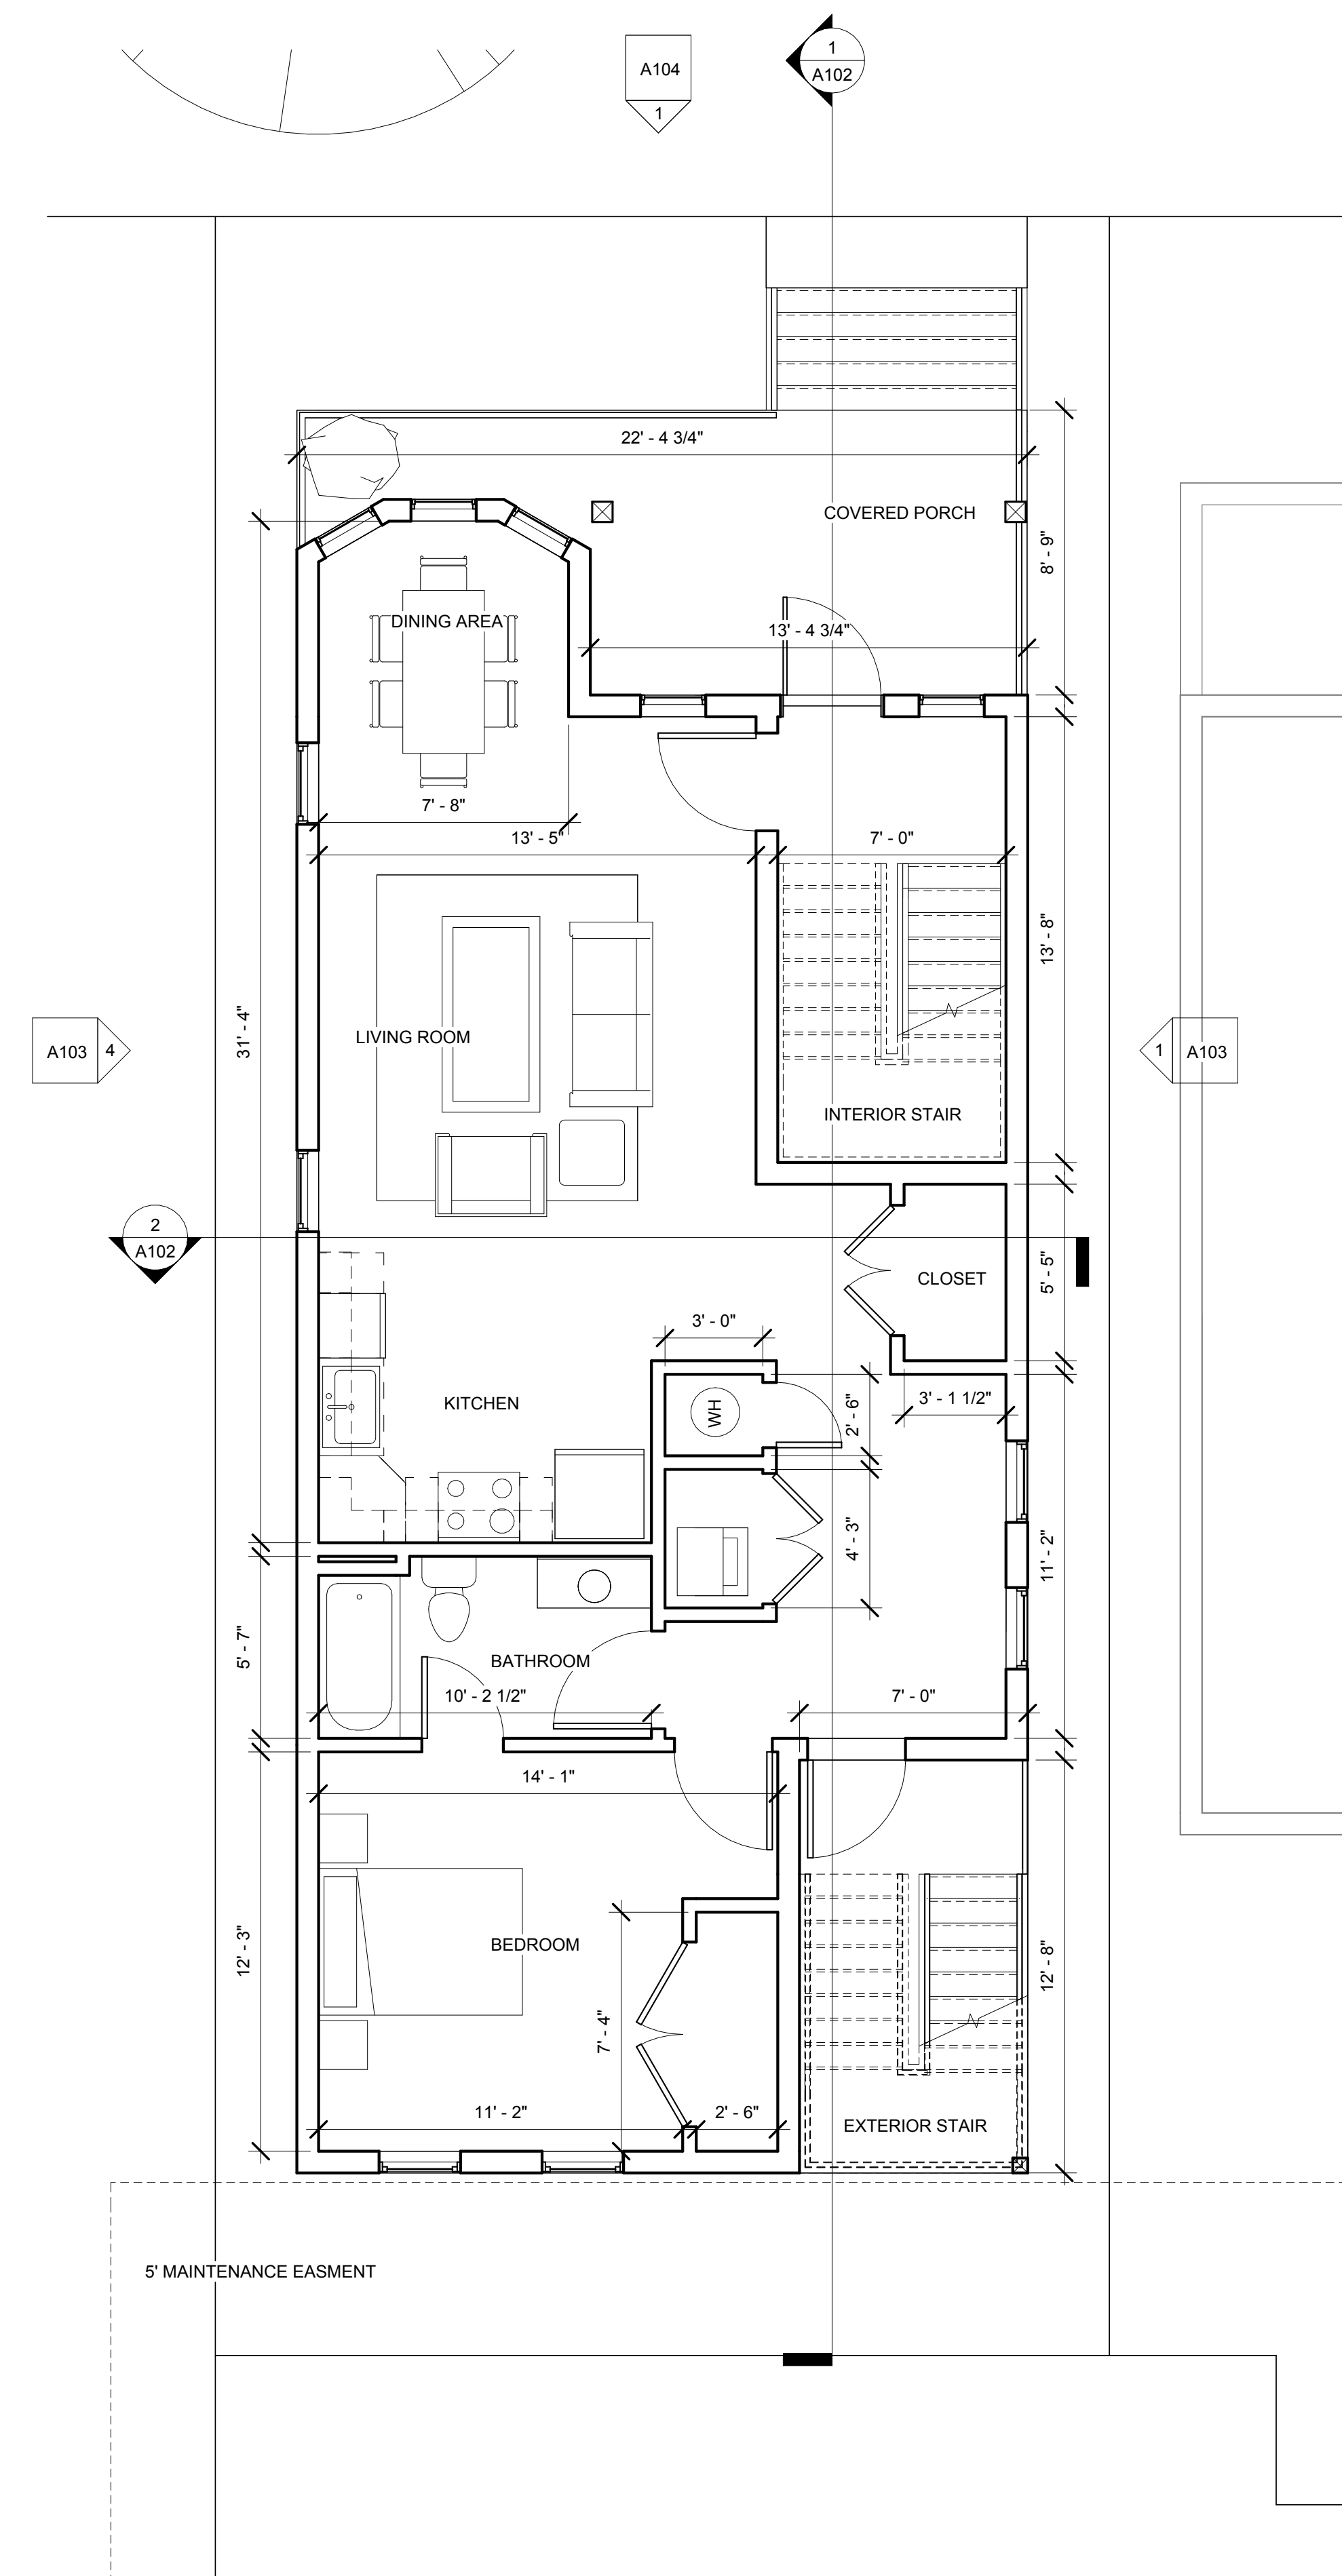 1
A102
A104
1
22' - 4 3/4"
COVERED PORCH
8' - 9"
DINING AREA
13' - 4 3/4"
7' - 8"
13' - 5"
7' - 0"
13' - 8"
31' - 4"
LIVING ROOM
A103
4
1
A103
INTERIOR STAIR
2
A102
CLOSET
5' - 5"
3' - 0"
KITCHEN
WH
2' - 6"
3' - 1 1/2"
4' - 3"
11' - 2"
5' - 7"
BATHROOM
10' - 2 1/2"
7' - 0"
14' - 1"
12' - 3"
BEDROOM
12' - 8"
7' - 4"
11' - 2"
2' - 6"
EXTERIOR STAIR
5' MAINTENANCE EASMENT